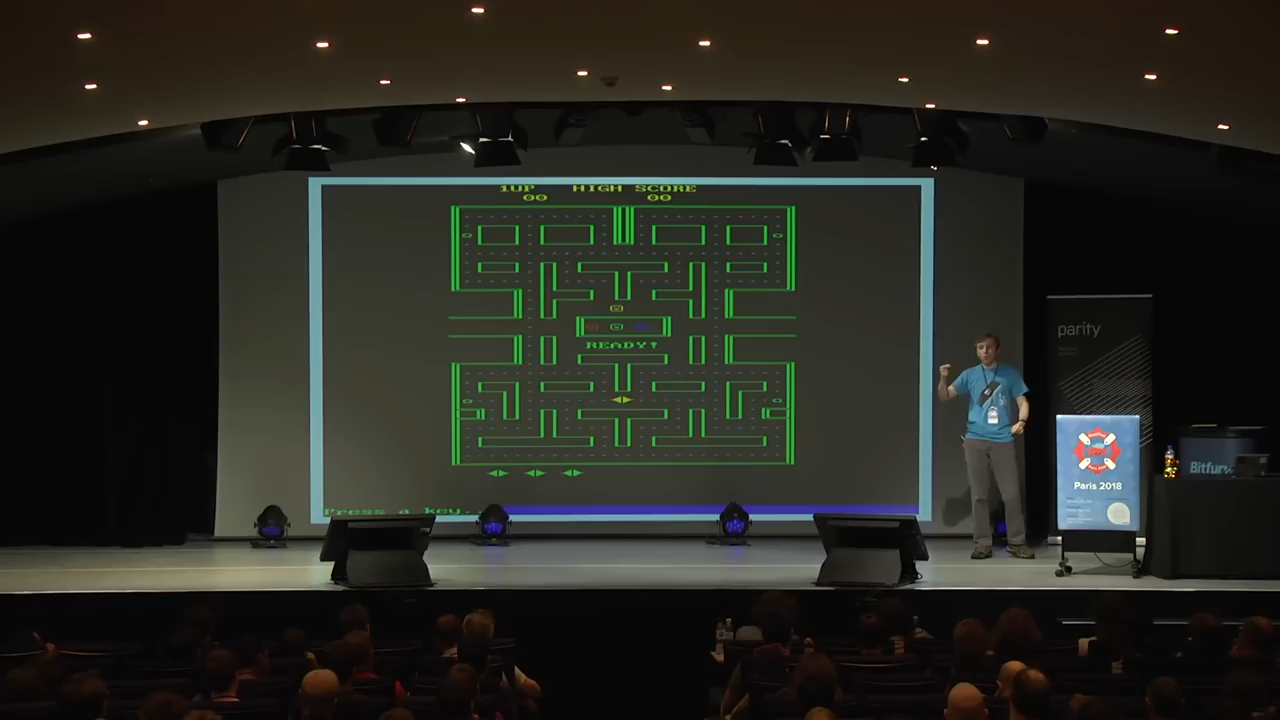 1UP HIGH SCORE
00 00
READY!
Press a key..
parity
Paris 2018
Bitfury